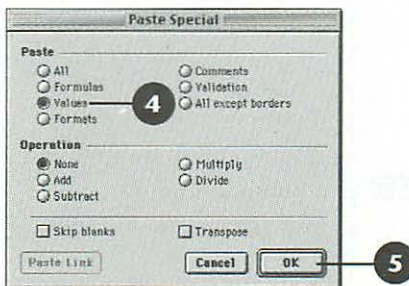 Paste Special
Paste
All
Comments
Formulas
Validation
Values
4
All except borders
Formats
Operation
None
Multiply
Add
Divide
Subtract
Skip blanks
Transpose
Paste Link
Cancel
OK
5